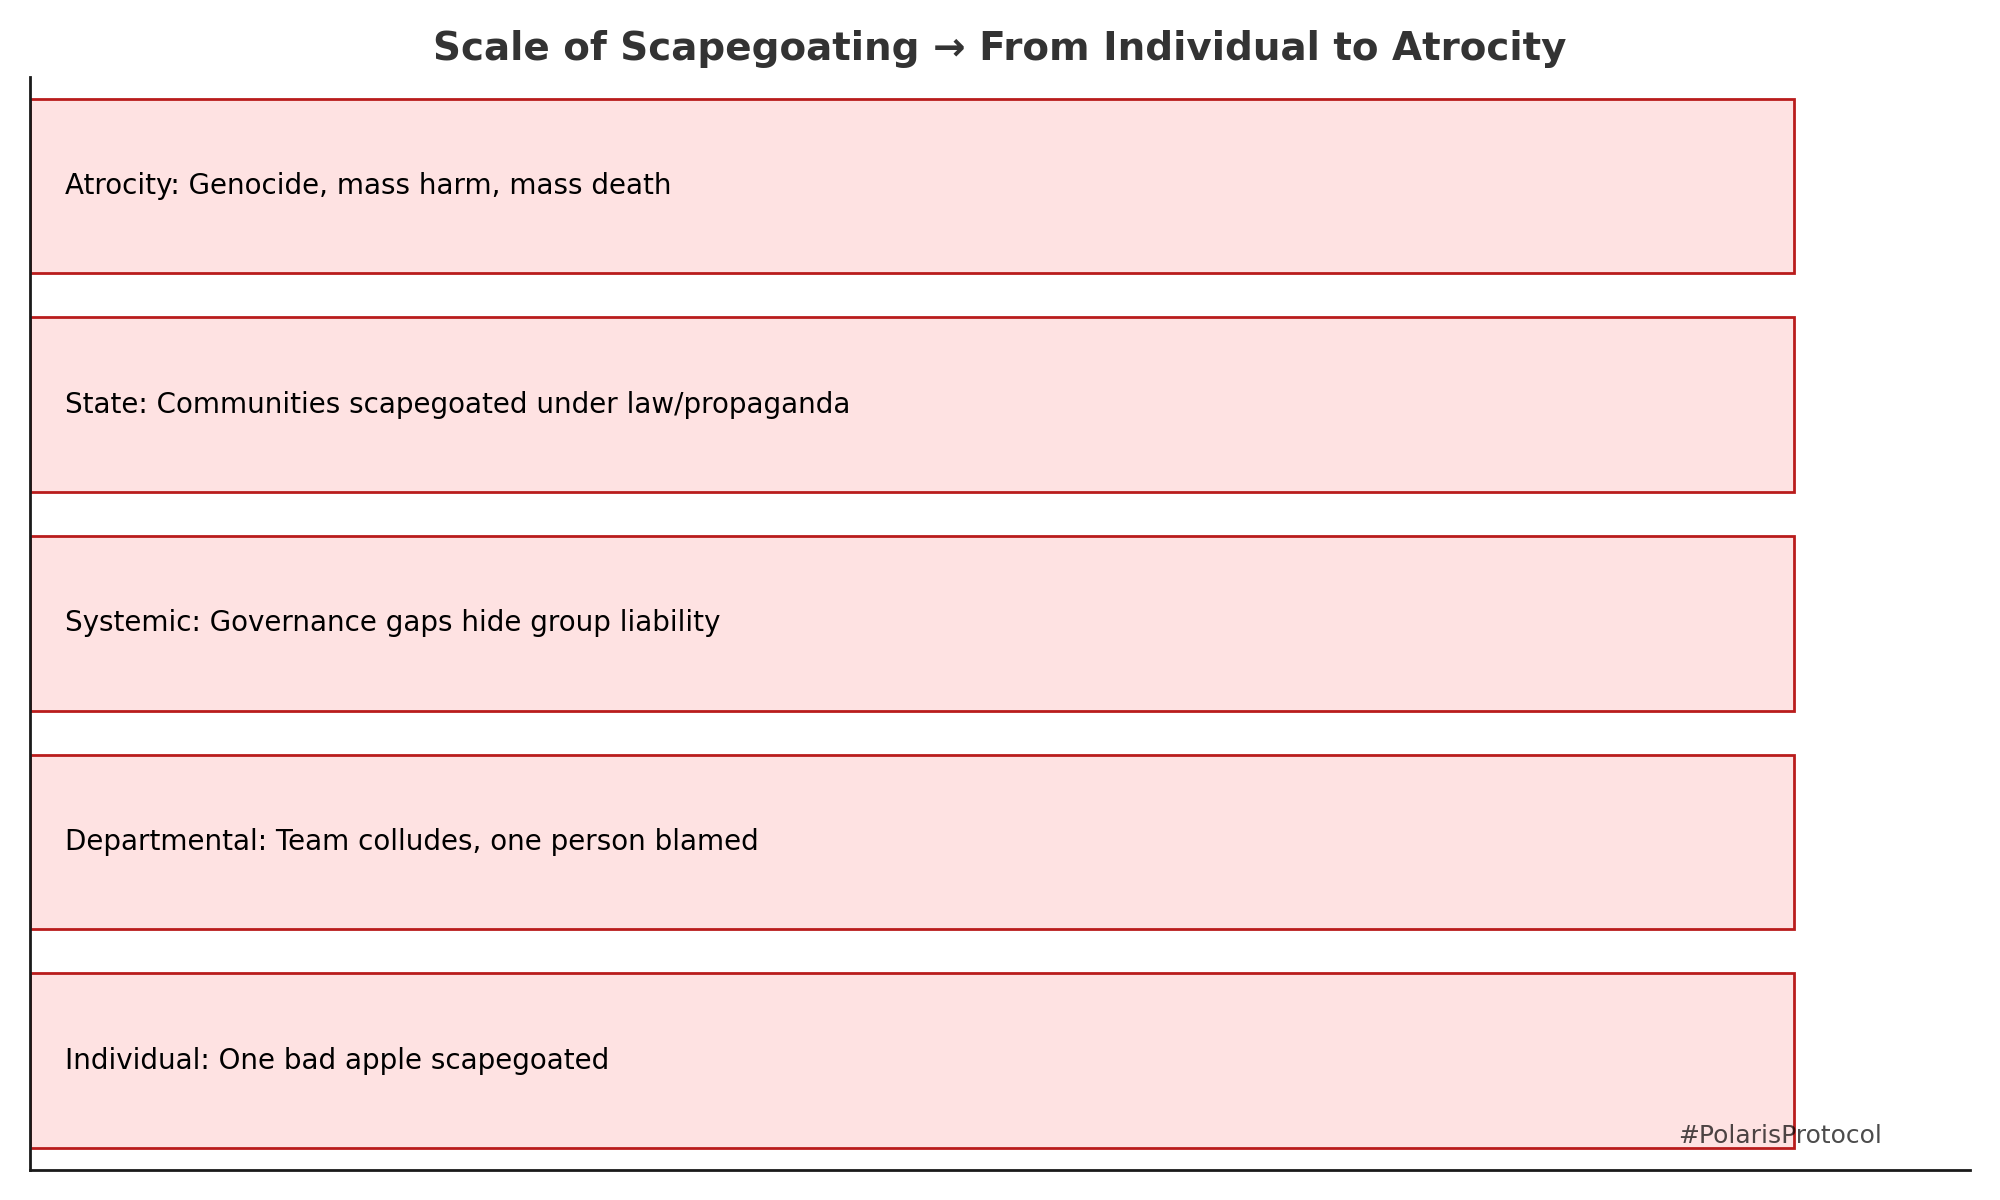 Scale of Scapegoating → From Individual to Atrocity
Atrocity: Genocide, mass harm, mass death
State: Communities scapegoated under law/propaganda
Systemic: Governance gaps hide group liability
Departmental: Team colludes, one person blamed
Individual: One bad apple scapegoated
#PolarisProtocol